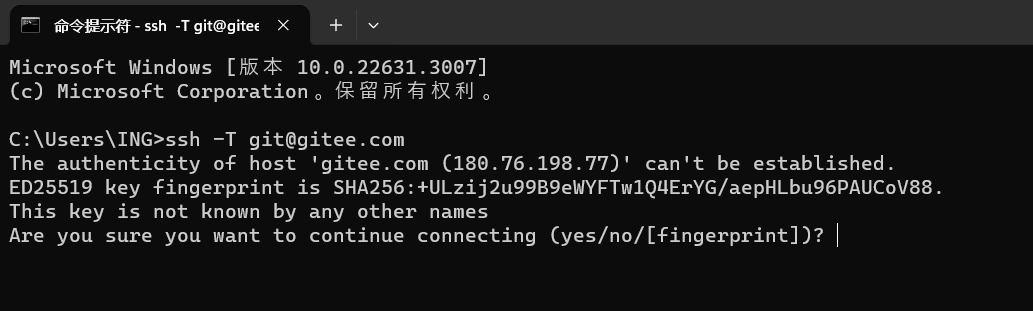 命令提示符 - ssh -T git@gitee
Microsoft Windows [版本 10.0.22631.3007]
(c) Microsoft Corporation。保留所有权利。
C:\Users\ING>ssh -T git@gitee.com
The authenticity of host 'gitee.com (180.76.198.77)' can't be established.
ED25519 key fingerprint is SHA256:+ULzij2u99B9eWYFTw1Q4ErYG/aepHLbu96PAUCoV88.
This key is not known by any other names
Are you sure you want to continue connecting (yes/no/[fingerprint])?